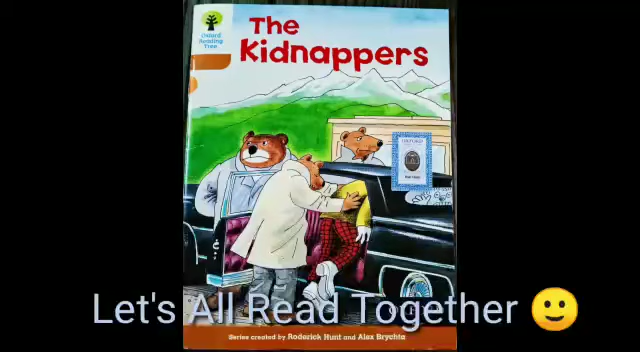 Oxford
Reading
Tree
The
Kidnappers
Let's All Read Together 🙂
Series created by Roderick Hunt and Alex Brychta